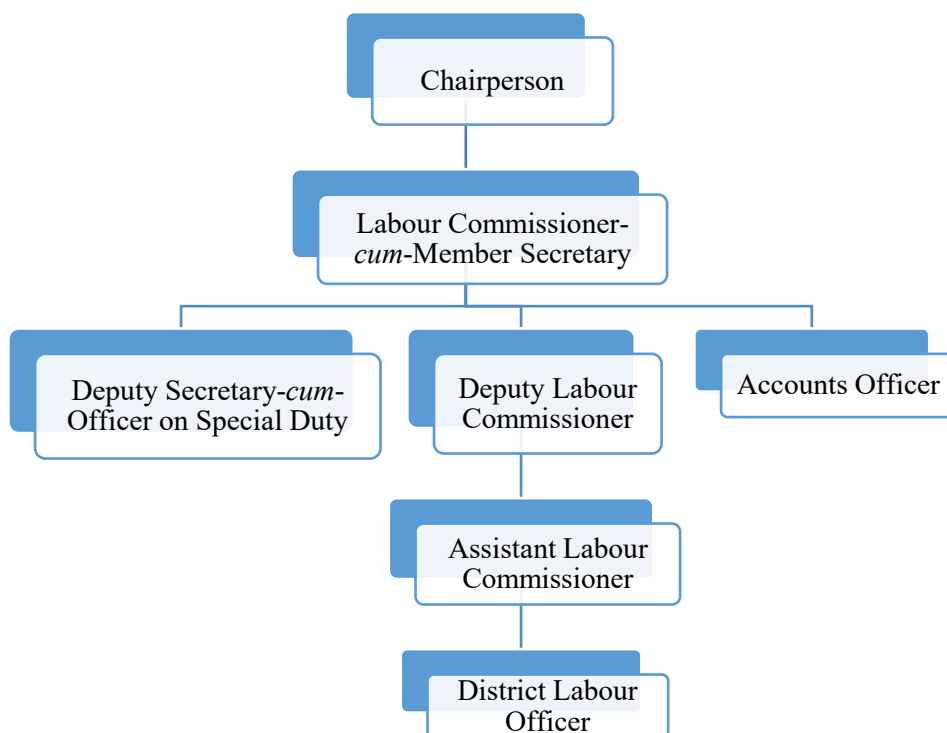 Chairperson
Labour Commissioner-
cum-Member Secretary
Deputy Secretary-cum-
Officer on Special Duty
Deputy Labour
Commissioner
Accounts Officer
Assistant Labour
Commissioner
District Labour
Officer